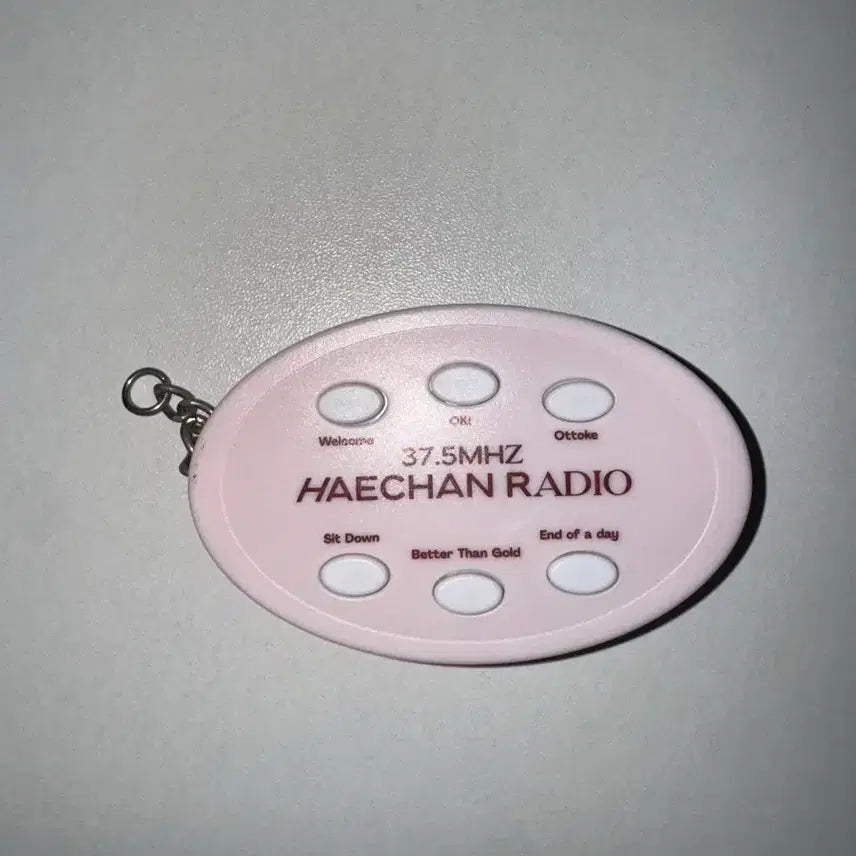 Welcome
OK!
Ottoke
37.5MHZ
HAECHAN RADIO
Sit Down
Better Than Gold
End of a day